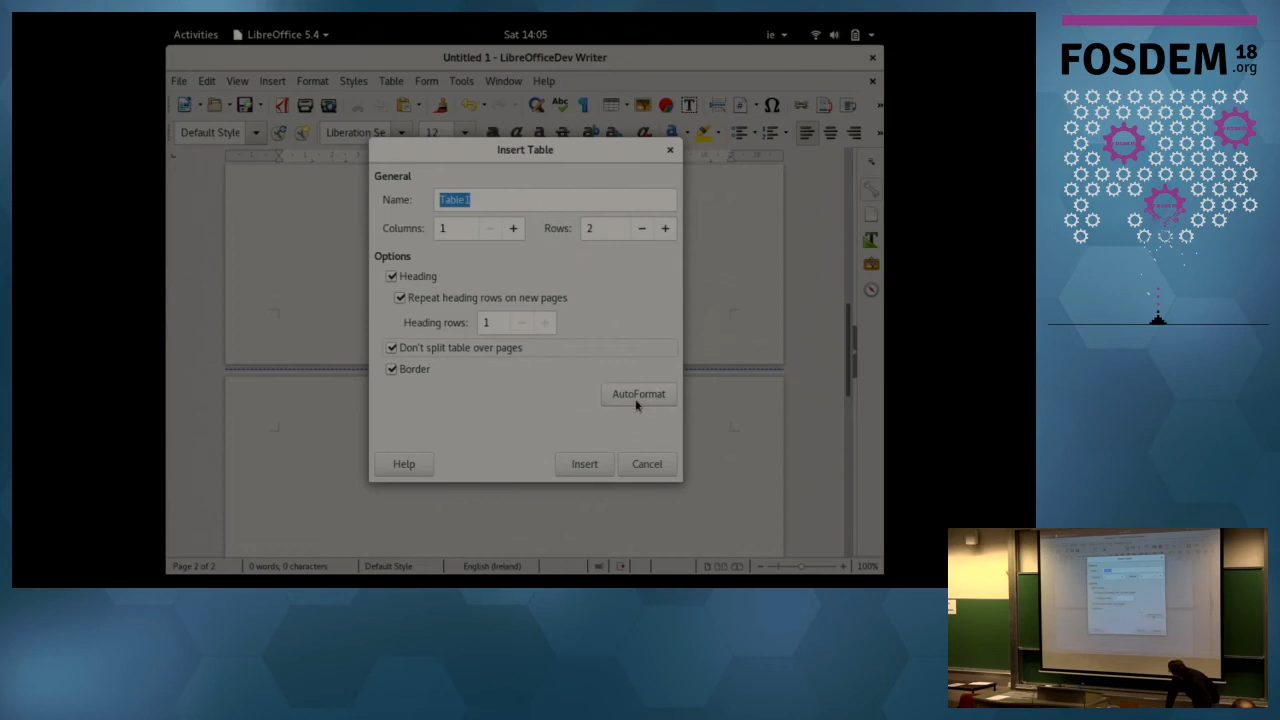 Activities LibreOffice 5.4 Sat 14:05 ie
Untitled 1 - LibreOfficeDev Writer
File Edit View Insert Format Styles Table Form Tools Window Help
Abc
Default Style Liberation Se 12
Insert Table
General
Name: Table1
Columns: 1 Rows: 2
Options
Heading
Repeat heading rows on new pages
Heading rows: 1
Don't split table over pages
Border
AutoFormat
Help Insert Cancel
Page 2 of 2 0 words, 0 characters Default Style English (Ireland) 100%
FOSDEM 18
.org